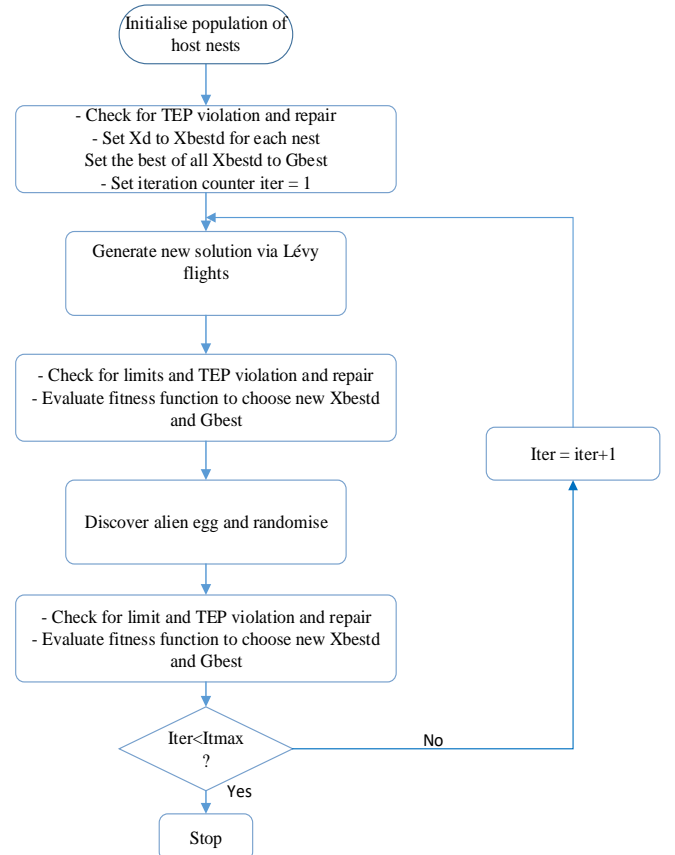 Initialise population of
host nests
- Check for TEP violation and repair
- Set Xd to Xbestd for each nest
Set the best of all Xbestd to Gbest
- Set iteration counter iter = 1
Generate new solution via Lévy
flights
- Check for limits and TEP violation and repair
- Evaluate fitness function to choose new Xbestd
and Gbest
Iter = iter+1
Discover alien egg and randomise
- Check for limit and TEP violation and repair
- Evaluate fitness function to choose new Xbestd
and Gbest
Iter<Itmax
?
No
Yes
Stop